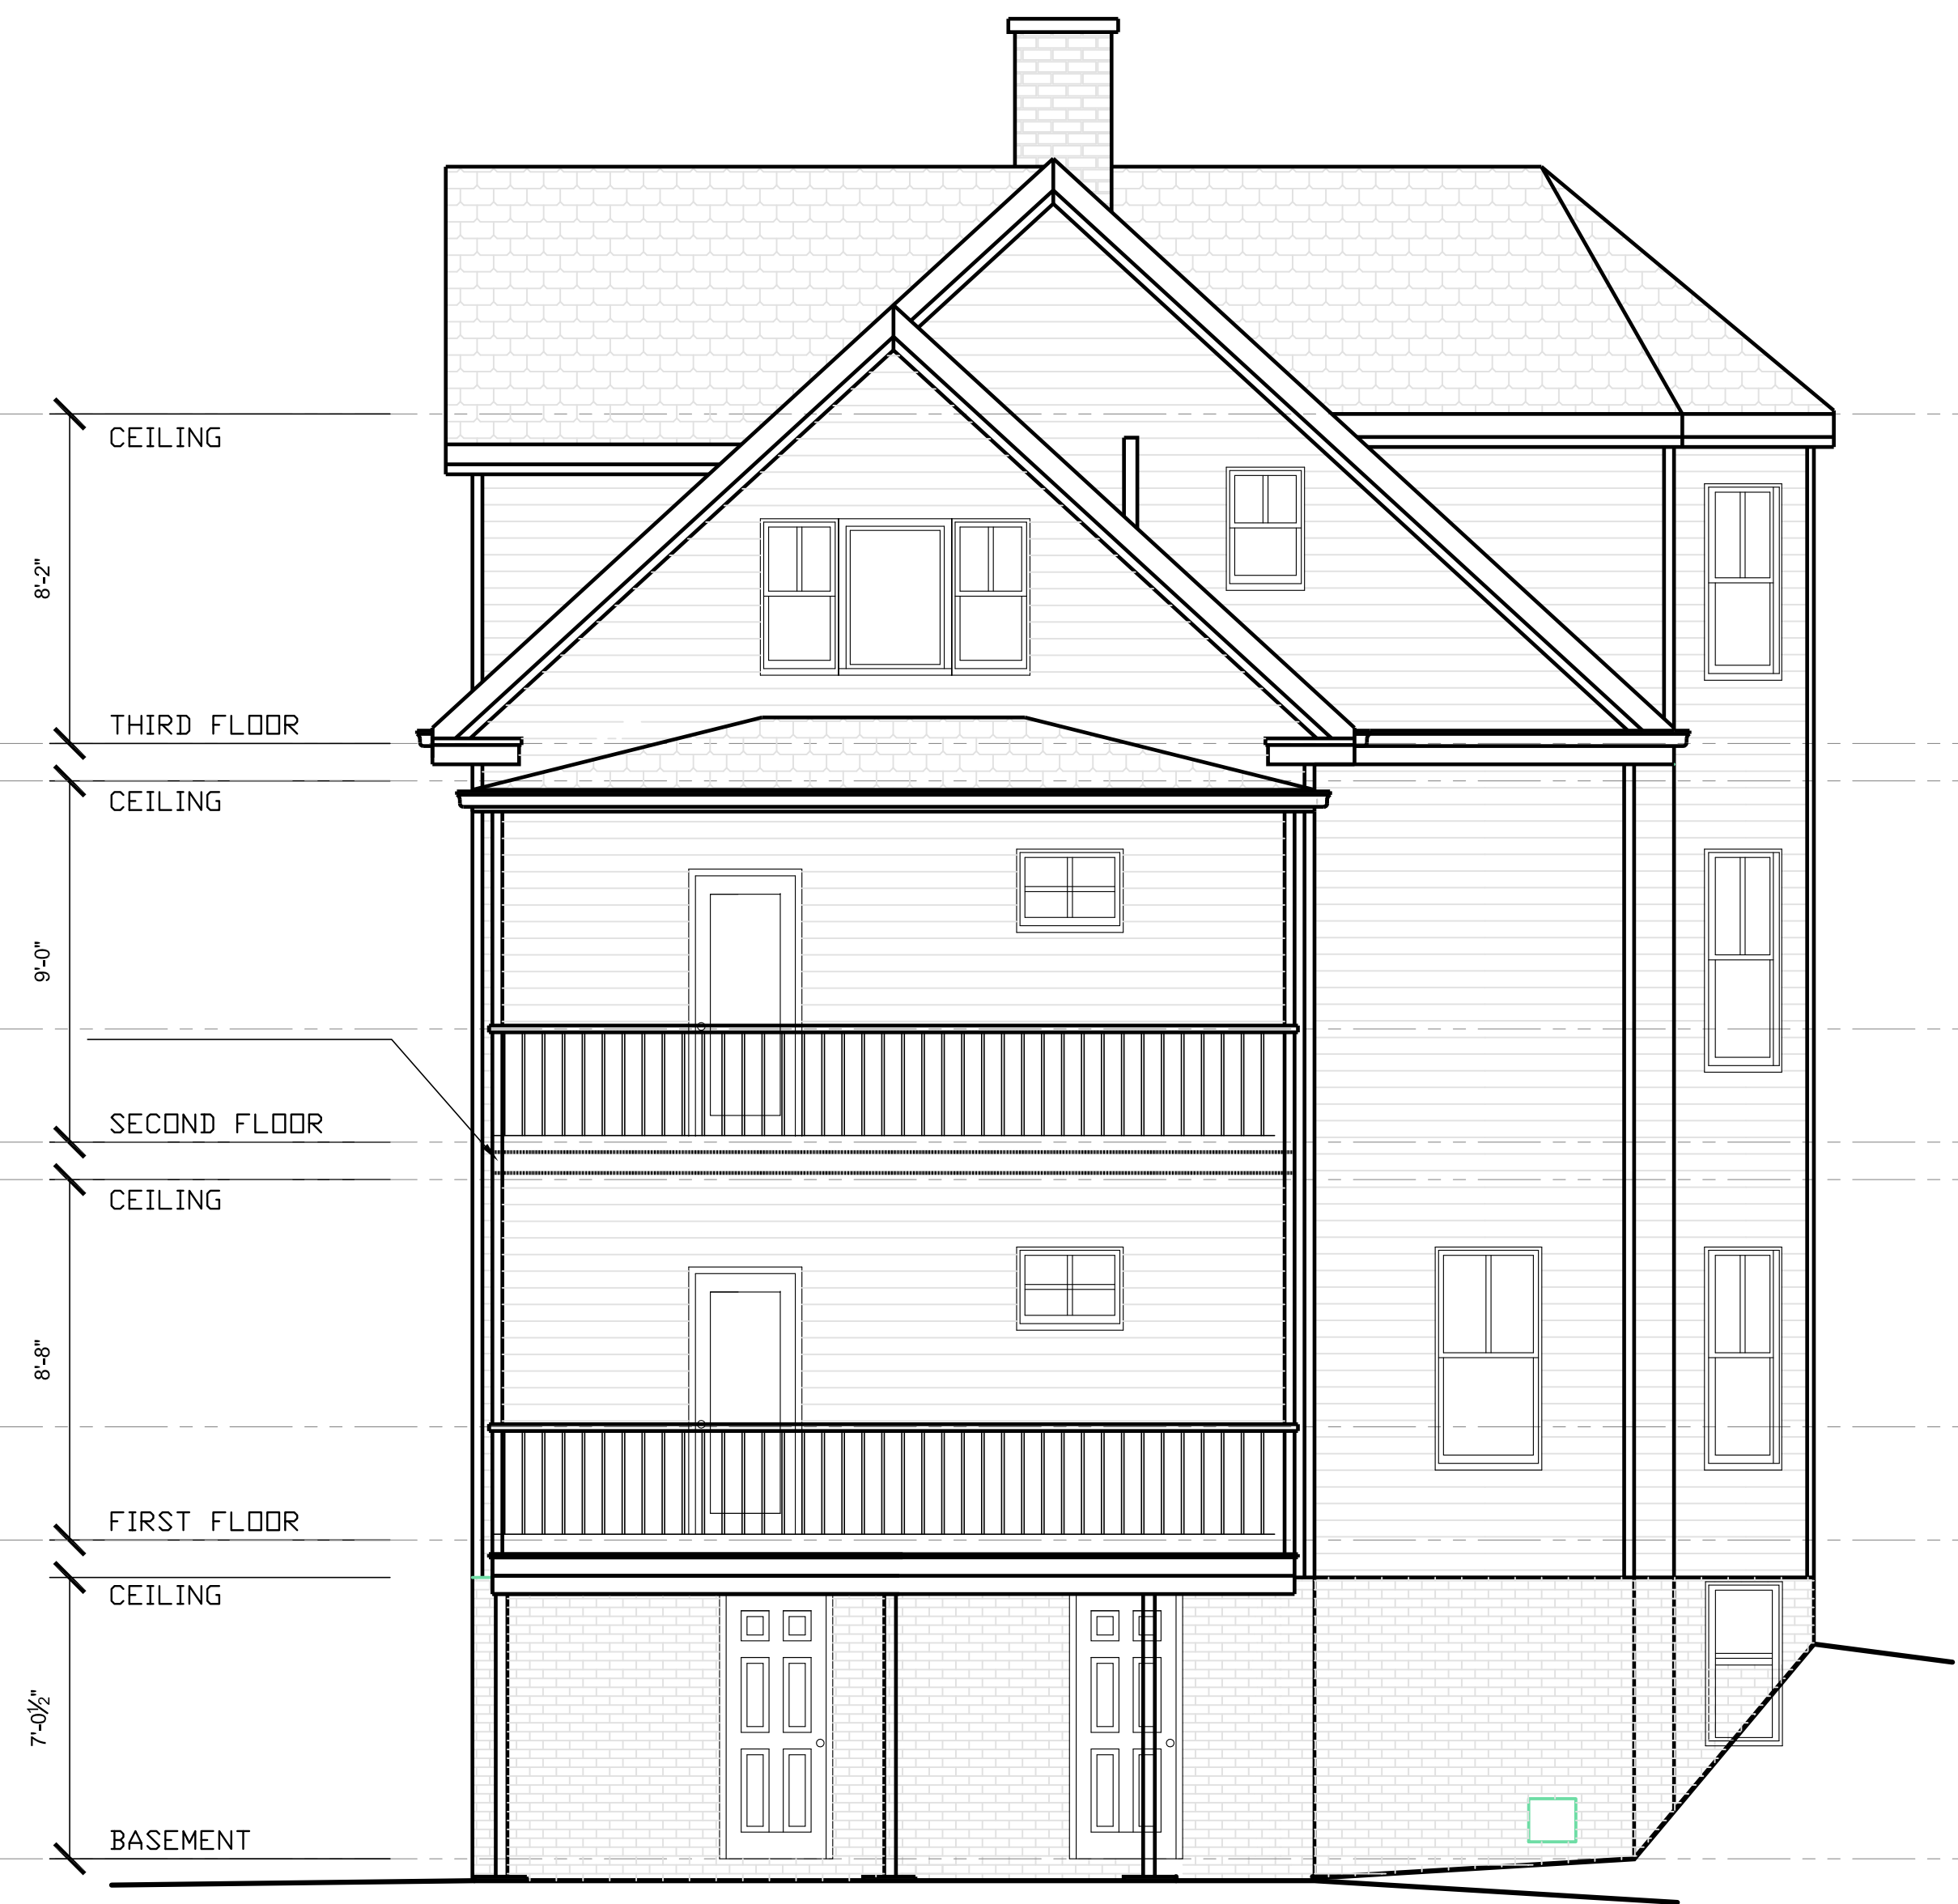 CEILING
8'-2"
THIRD FLOOR
CEILING
9'-0"
SECOND FLOOR
CEILING
8'-8"
FIRST FLOOR
CEILING
7'-0½"
BASEMENT